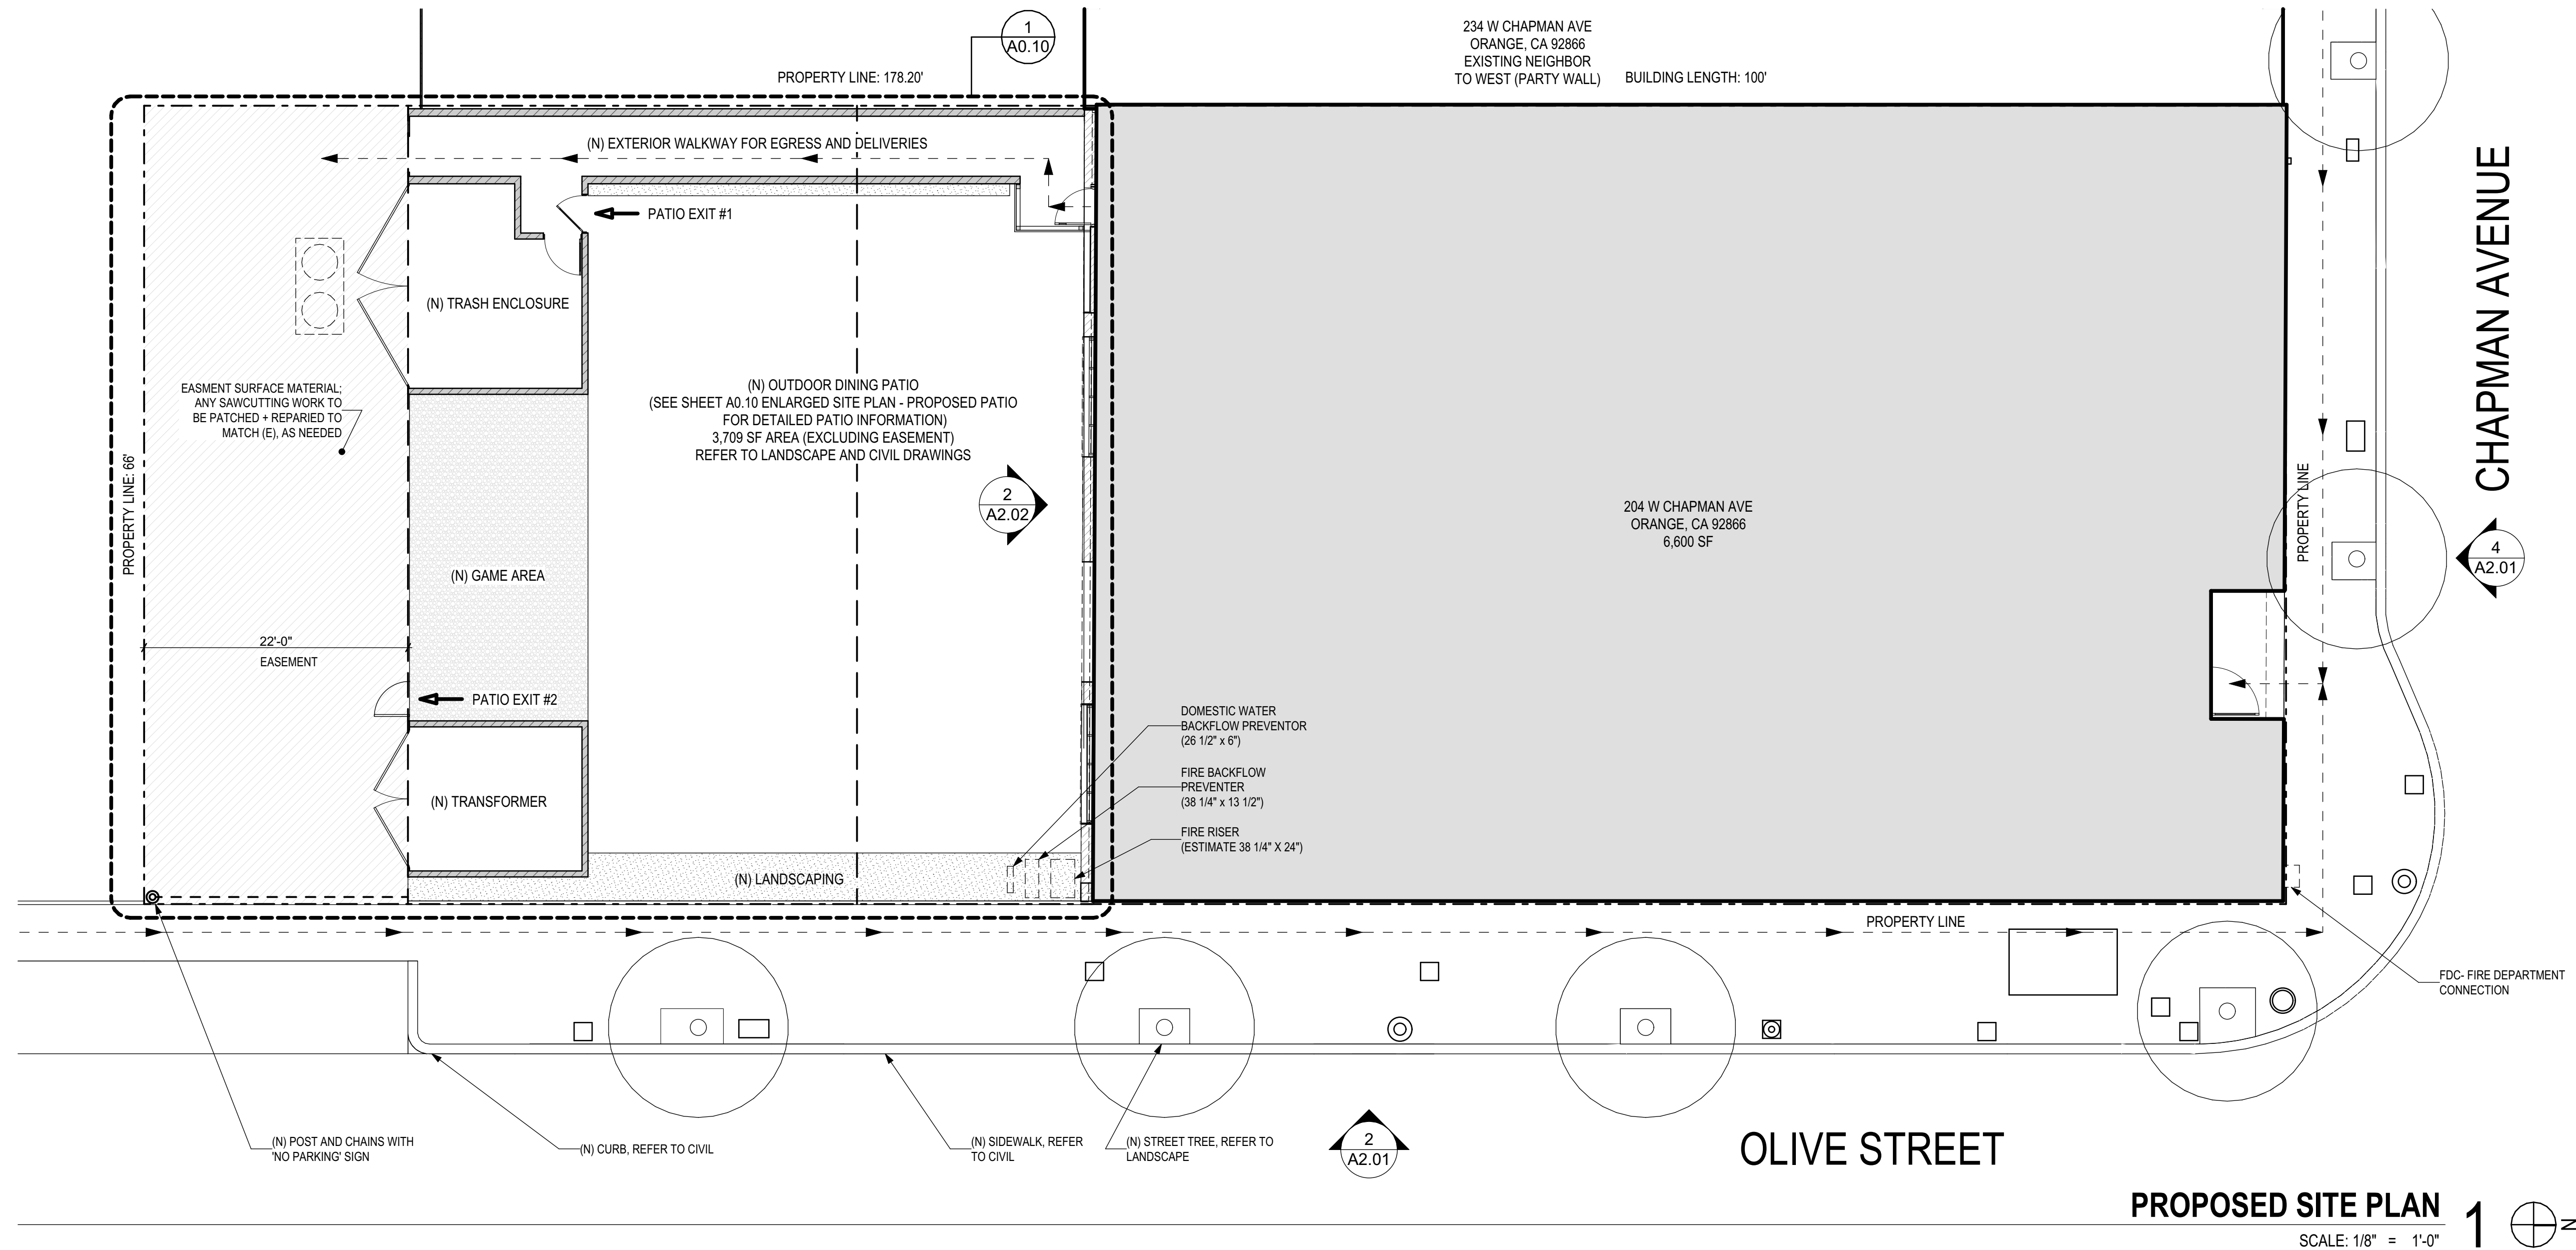 1
A0.10
234 W CHAPMAN AVE
ORANGE, CA 92866
EXISTING NEIGHBOR
TO WEST (PARTY WALL)
BUILDING LENGTH: 100'
PROPERTY LINE: 178.20'
(N) EXTERIOR WALKWAY FOR EGRESS AND DELIVERIES
PATIO EXIT #1
(N) TRASH ENCLOSURE
EASMENT SURFACE MATERIAL;
ANY SAWCUTTING WORK TO
BE PATCHED + REPARIED TO
MATCH (E), AS NEEDED
(N) OUTDOOR DINING PATIO
(SEE SHEET A0.10 ENLARGED SITE PLAN - PROPOSED PATIO
FOR DETAILED PATIO INFORMATION)
3,709 SF AREA (EXCLUDING EASEMENT)
REFER TO LANDSCAPE AND CIVIL DRAWINGS
PROPERTY LINE: 66'
2
A2.02
204 W CHAPMAN AVE
ORANGE, CA 92866
6,600 SF
PROPERTY LINE
CHAPMAN AVENUE
4
A2.01
(N) GAME AREA
22'-0"
EASEMENT
PATIO EXIT #2
DOMESTIC WATER
BACKFLOW PREVENTOR
(26 1/2" x 6")
FIRE BACKFLOW
PREVENTER
(38 1/4" x 13 1/2")
FIRE RISER
(ESTIMATE 38 1/4" X 24")
(N) TRANSFORMER
(N) LANDSCAPING
PROPERTY LINE
FDC- FIRE DEPARTMENT
CONNECTION
(N) POST AND CHAINS WITH
'NO PARKING' SIGN
(N) CURB, REFER TO CIVIL
(N) SIDEWALK, REFER
TO CIVIL
(N) STREET TREE, REFER TO
LANDSCAPE
2
A2.01
OLIVE STREET
PROPOSED SITE PLAN
1
N
SCALE: 1/8" = 1'-0"